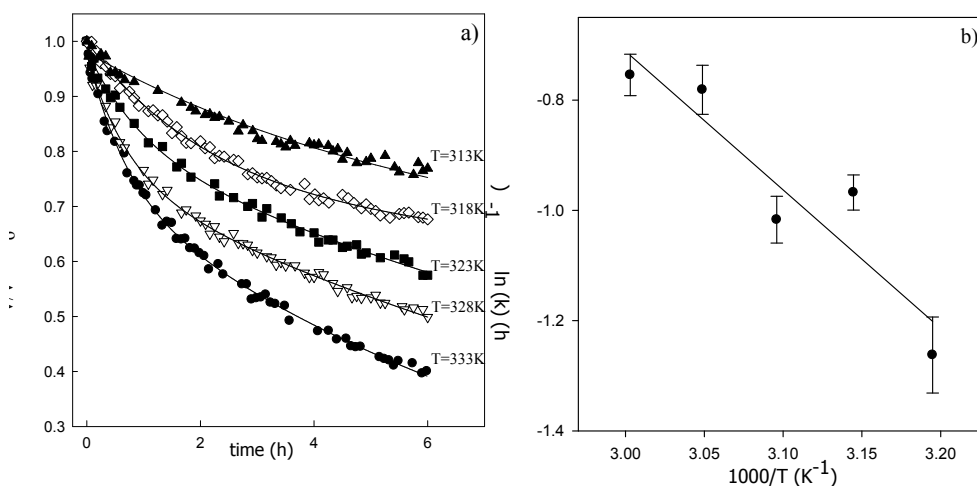 a)
1.0
0.9
0.8
0.7
0.6
0.5
0.4
0.3
T=313K
T=318K
T=323K
T=328K
T=333K
0
2
4
6
time (h)
b)
ln (k) (h⁻¹)
-0.8
-1.0
-1.2
-1.4
3.00
3.05
3.10
3.15
3.20
1000/T (K⁻¹)